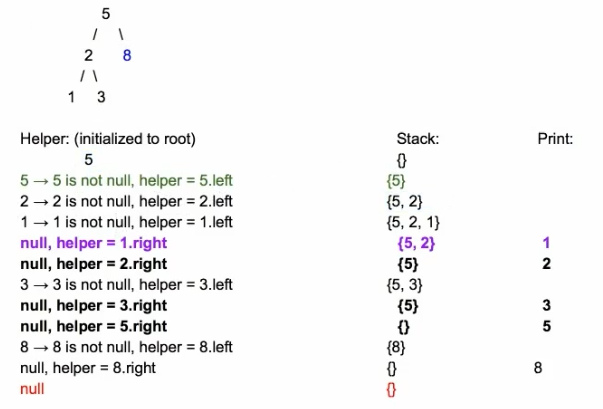 5
/ \
2 8
/ \
1 3
Helper: (initialized to root) Stack: Print:
5 {}
5 → 5 is not null, helper = 5.left {5}
2 → 2 is not null, helper = 2.left {5, 2}
1 → 1 is not null, helper = 1.left {5, 2, 1}
null, helper = 1.right {5, 2} 1
null, helper = 2.right {5} 2
3 → 3 is not null, helper = 3.left {5, 3}
null, helper = 3.right {5} 3
null, helper = 5.right {} 5
8 → 8 is not null, helper = 8.left {8}
null, helper = 8.right {} 8
null {}